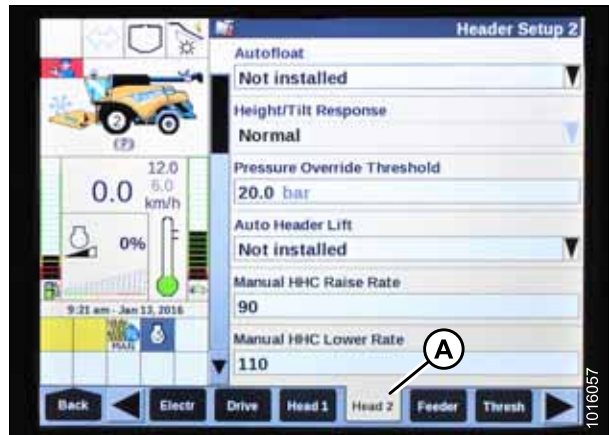 Header Setup 2
Autofloat
Not installed
Height/Tilt Response
Normal
Pressure Override Threshold
20.0 bar
Auto Header Lift
Not installed
Manual HHC Raise Rate
90
Manual HHC Lower Rate
110
2
(?)
12.0
0.0 6.0
km/h
0%
9:21 am - Jan 13, 2016
MAN
A
Back Electr Drive Head 1 Head 2 Feeder Thresh
1016057